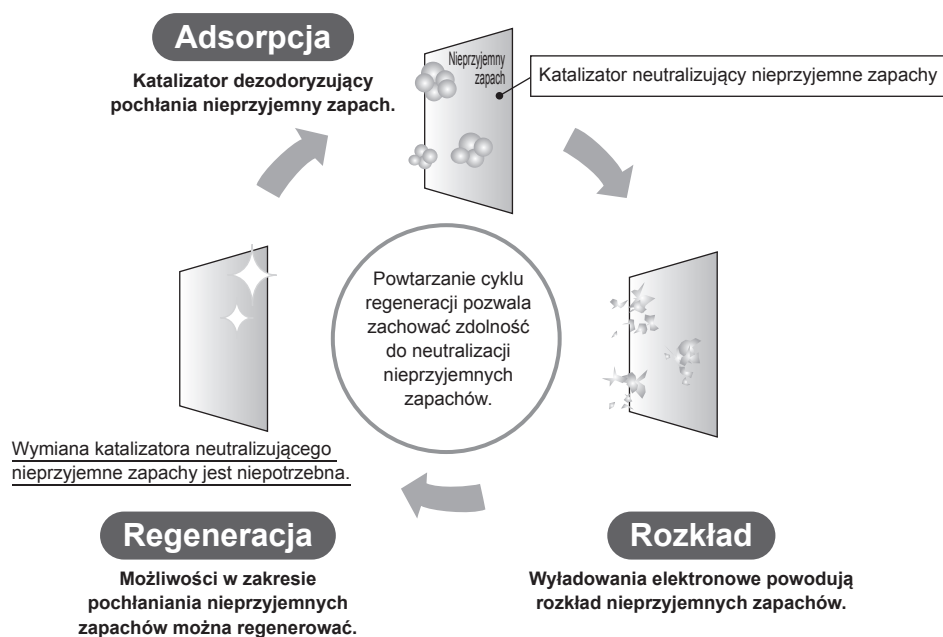 Adsorpcja
Katalizator dezodoryzujący
pochłania nieprzyjemny zapach.
Nieprzyjemny
zapach
Katalizator neutralizujący nieprzyjemne zapachy
Powtarzanie cyklu
regeneracji pozwala
zachować zdolność
do neutralizacji
nieprzyjemnych
zapachów.
Wymiana katalizatora neutralizującego
nieprzyjemne zapachy jest niepotrzebna.
Regeneracja
Możliwości w zakresie
pochłaniania nieprzyjemnych
zapachów można regenerować.
Rozkład
Wyładowania elektronowe powodują
rozkład nieprzyjemnych zapachów.